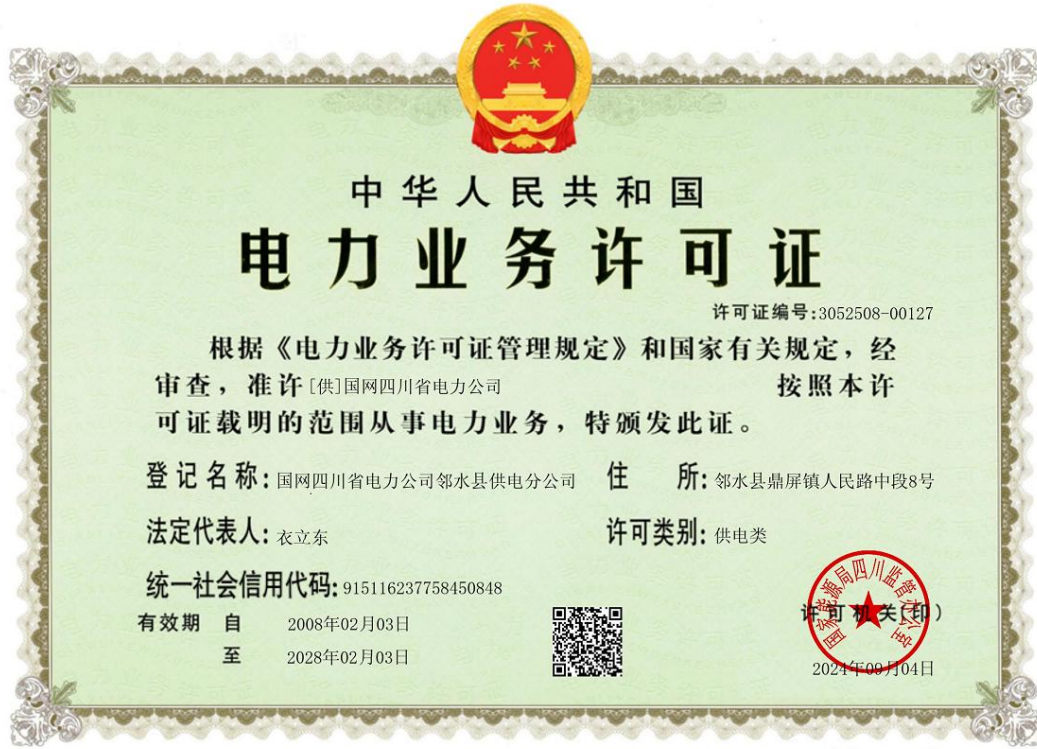 中华人民共和国
电力业务许可证
许可证编号:3052508-00127
根据《电力业务许可证管理规定》和国家有关规定，经
审查，准许[供]国网四川省电力公司 按照本许
可证载明的范围从事电力业务，特颁发此证。
登记名称:国网四川省电力公司邻水县供电分公司 住 所:邻水县鼎屏镇人民路中段8号
法定代表人:衣立东 许可类别:供电类
统一社会信用代码:915116237758450848
有效期 自 2008年02月03日 许可机关(印)
至 2028年02月03日
国家能源局四川监管办公室
2024年09月04日